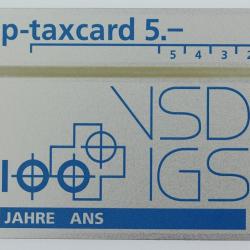 p-taxcard 5.–
5 4 3 2
VSD
IGS
100
JAHRE ANS